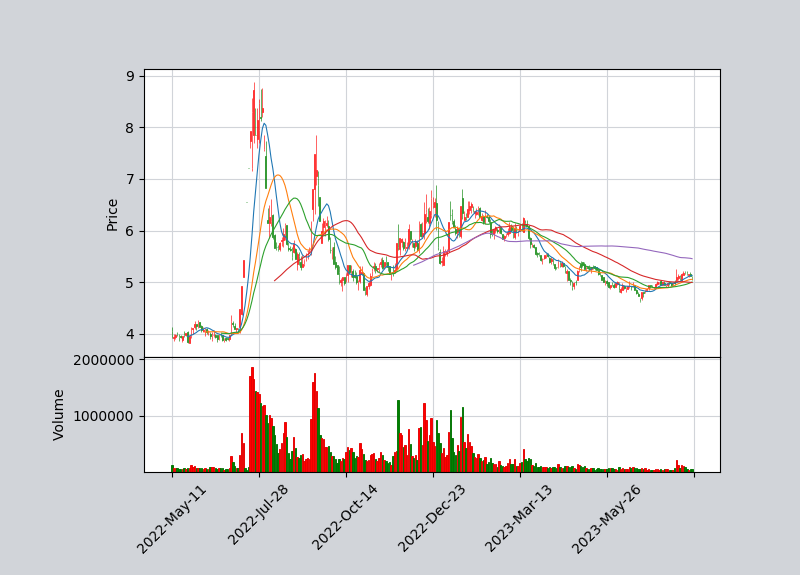 9
8
7
6
5
4
Price
2000000
1000000
Volume
2022-May-11
2022-Jul-28
2022-Oct-14
2022-Dec-23
2023-Mar-13
2023-May-26